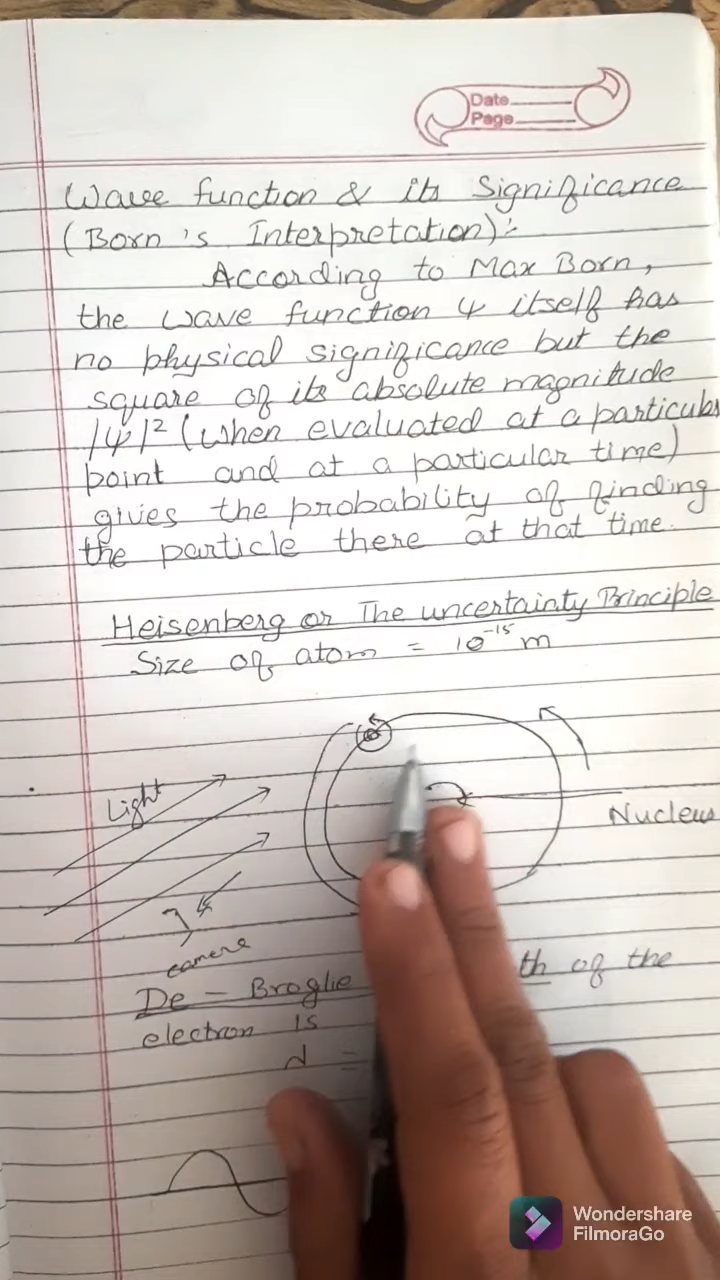 Date
Page
Wave function & its Significance
(Born's Interpretation):-
According to Max Born,
the wave function ψ itself has
no physical significance but the
square of its absolute magnitude
|ψ|² (when evaluated at a particular
point and at a particular time)
gives the probability of finding
the particle there at that time.
Heisenberg or The uncertainty Principle
Size of atom = 10⁻¹⁵ m
Light
Nucleus
camera
De - Broglie th of the
electron is
λ =
Wondershare
FilmoraGo